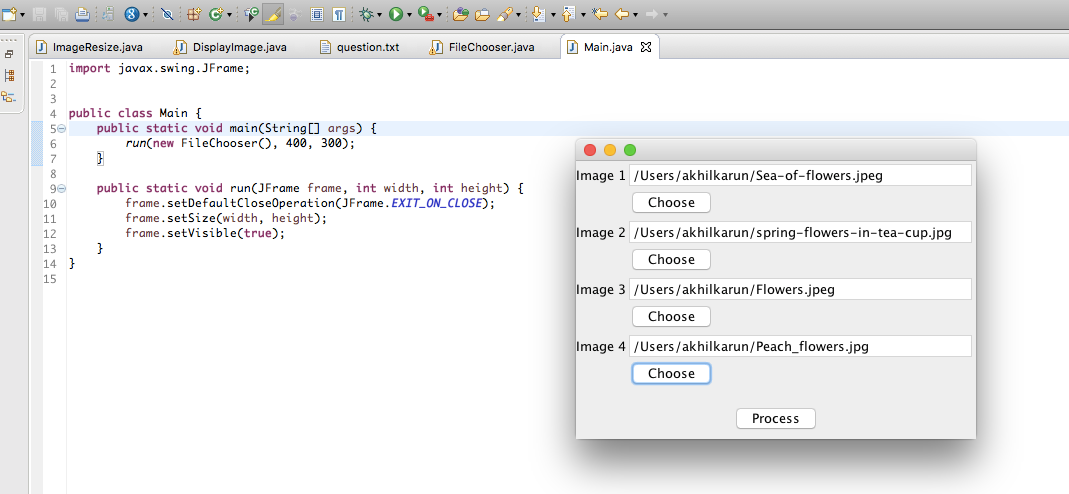 ImageResize.java DisplayImage.java question.txt FileChooser.java Main.java
1 import javax.swing.JFrame;
2
3
4 public class Main {
5 public static void main(String[] args) {
6 run(new FileChooser(), 400, 300);
7 }
8
9 public static void run(JFrame frame, int width, int height) {
10 frame.setDefaultCloseOperation(JFrame.EXIT_ON_CLOSE);
11 frame.setSize(width, height);
12 frame.setVisible(true);
13 }
14 }
15
Image 1 /Users/akhilkarun/Sea-of-flowers.jpeg
Choose
Image 2 /Users/akhilkarun/spring-flowers-in-tea-cup.jpg
Choose
Image 3 /Users/akhilkarun/Flowers.jpeg
Choose
Image 4 /Users/akhilkarun/Peach_flowers.jpg
Choose
Process